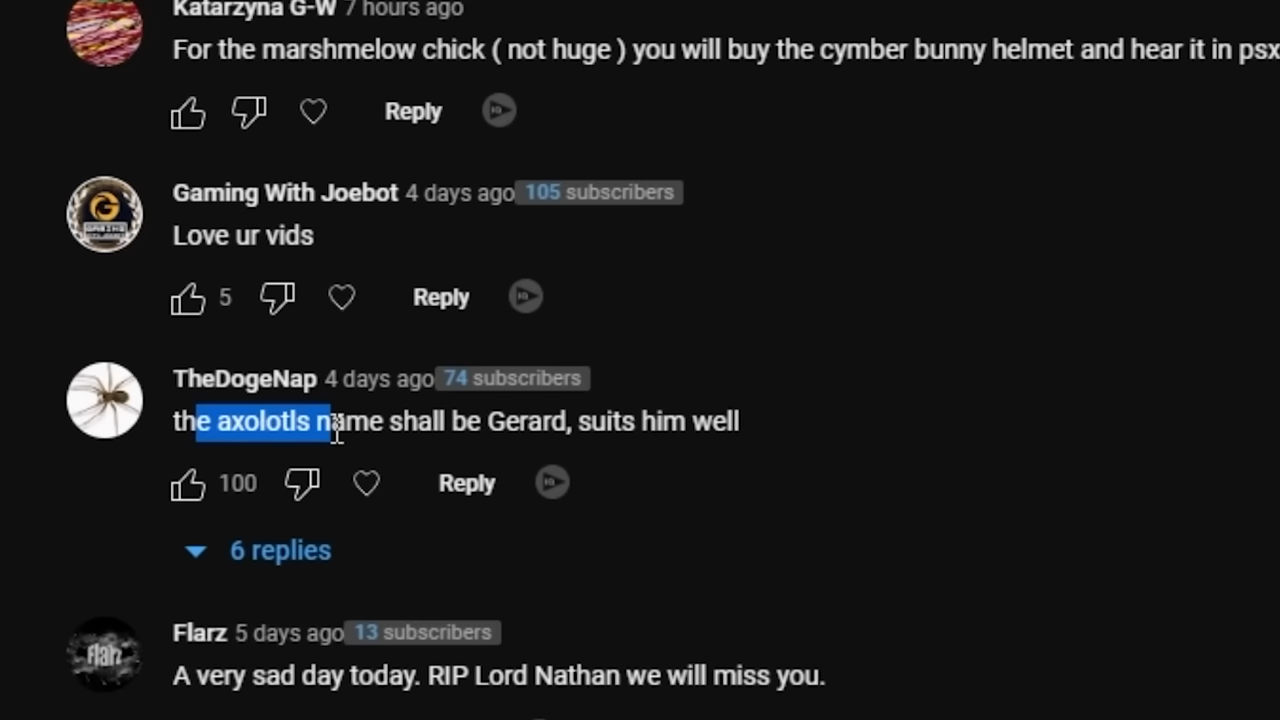 Katarzyna G-W 7 hours ago
For the marshmelow chick ( not huge ) you will buy the cymber bunny helmet and hear it in psx
Reply
Gaming With Joebot 4 days ago 105 subscribers
Love ur vids
5 Reply
TheDogeNap 4 days ago 74 subscribers
the axolotls name shall be Gerard, suits him well
100 Reply
6 replies
Flarz 5 days ago 13 subscribers
Flarz
A very sad day today. RIP Lord Nathan we will miss you.